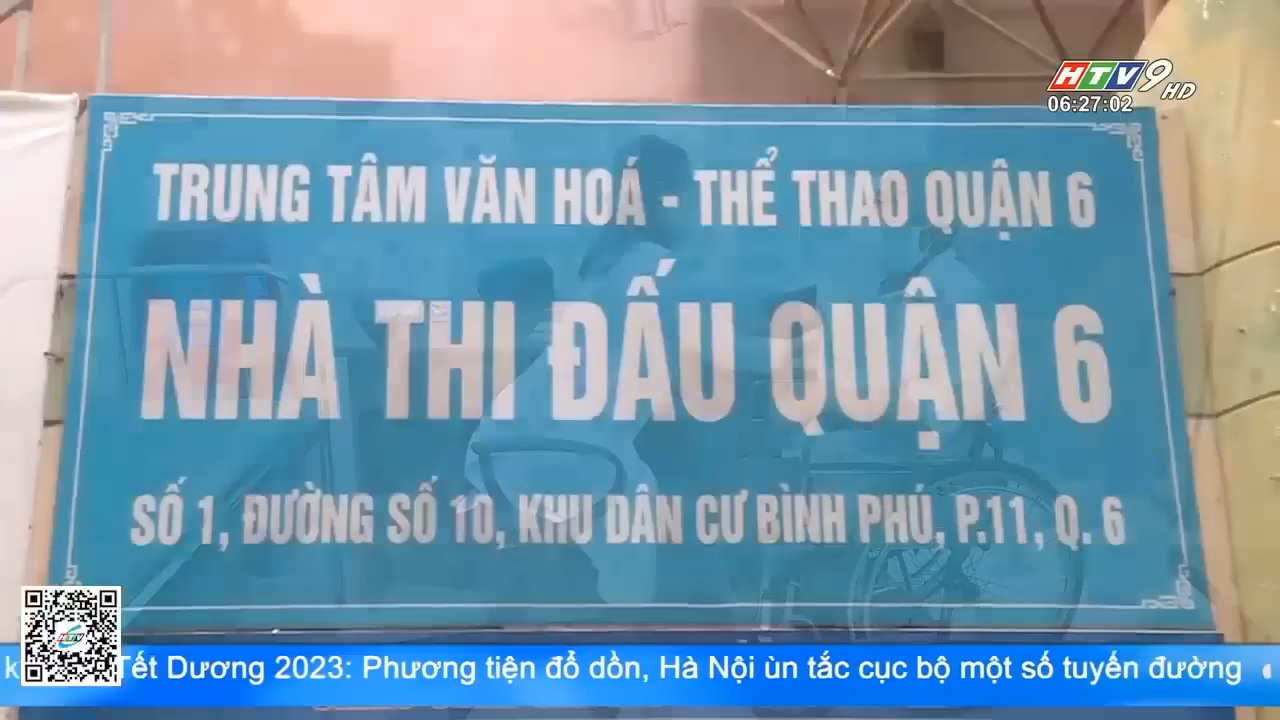 HTV9 HD
06:27:02
TRUNG TÂM VĂN HOÁ - THỂ THAO QUẬN 6
NHÀ THI ĐẤU QUẬN 6
SỐ 1, ĐƯỜNG SỐ 10, KHU DÂN CƯ BÌNH PHÚ, P.11, Q. 6
HTV
Tết Dương 2023: Phương tiện đổ dồn, Hà Nội ùn tắc cục bộ một số tuyến đường